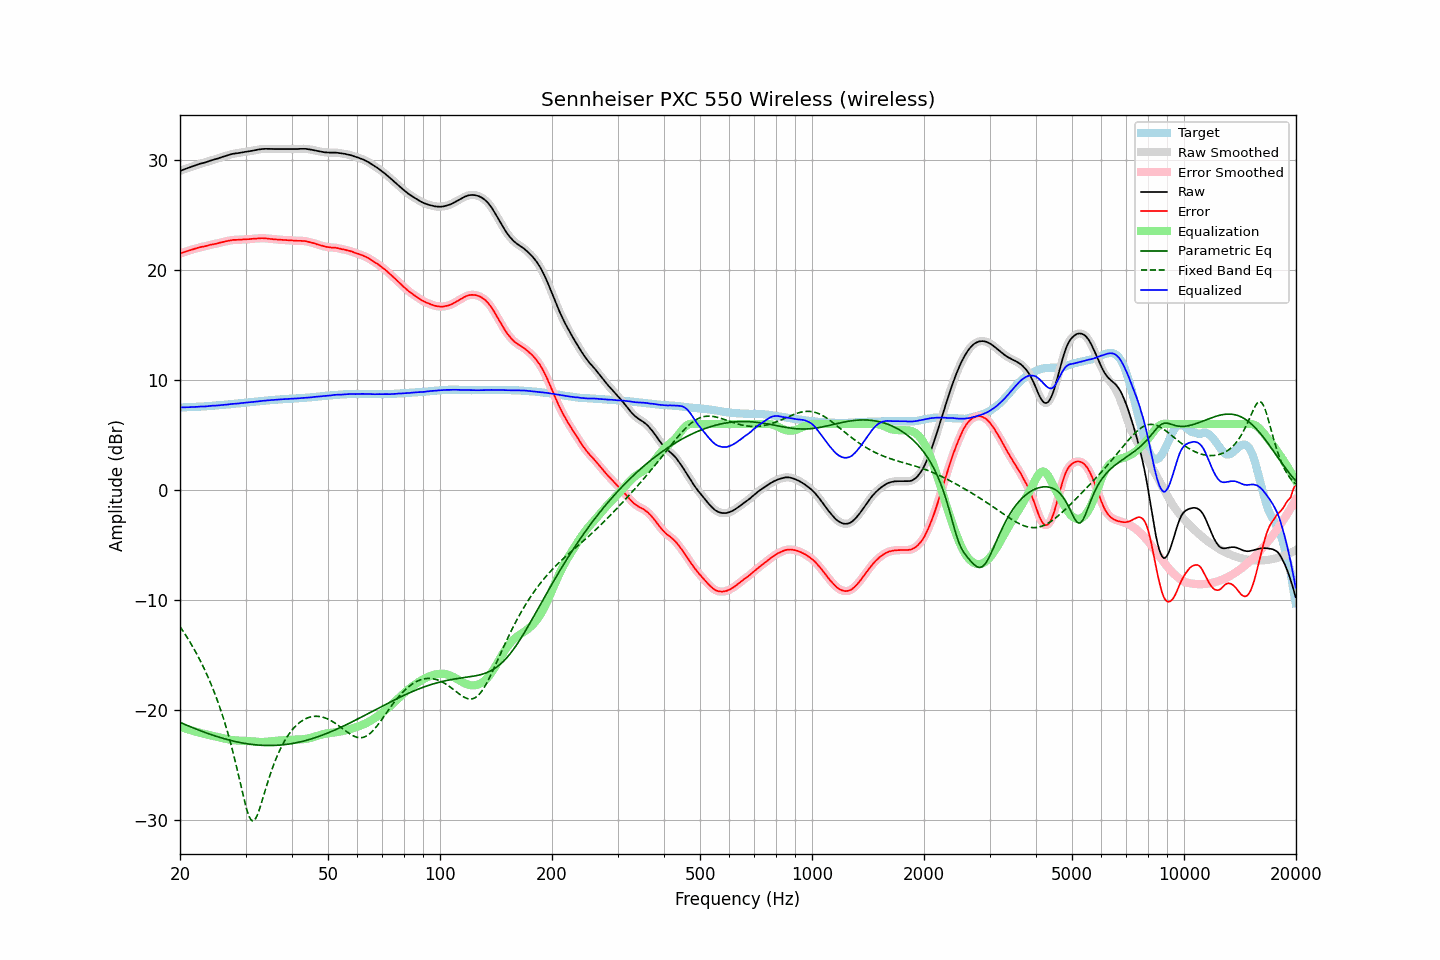 Sennheiser PXC 550 Wireless (wireless)
Amplitude (dBr)
30
20
10
0
−10
−20
−30
Target
Raw Smoothed
Error Smoothed
Raw
Error
Equalization
Parametric Eq
Fixed Band Eq
Equalized
20 50 100 200 500 1000 2000 5000 10000 20000
Frequency (Hz)